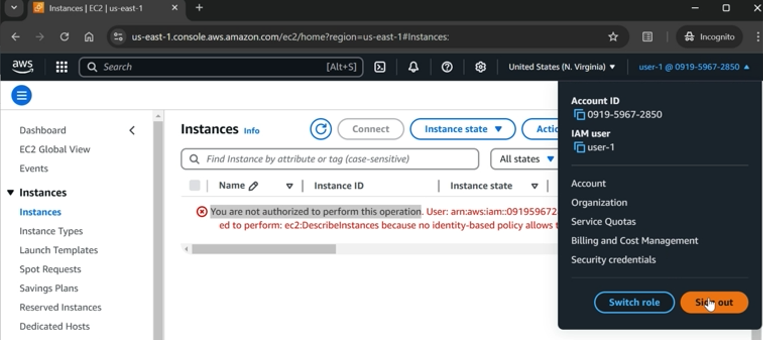 Instances | EC2 | us-east-1
us-east-1.console.aws.amazon.com/ec2/home?region=us-east-1#Instances:
Incognito
aws
Search
[Alt+S]
United States (N. Virginia)
user-1 @ 0919-5967-2850
Account ID
0919-5967-2850
IAM user
user-1
Account
Organization
Service Quotas
Billing and Cost Management
Security credentials
Switch role
Sign out
Dashboard
EC2 Global View
Events
Instances
Instances
Instance Types
Launch Templates
Spot Requests
Savings Plans
Reserved Instances
Dedicated Hosts
Instances Info
Connect
Instance state
Actio
Find Instance by attribute or tag (case-sensitive)
All states
Name
Instance ID
Instance state
You are not authorized to perform this operation. User: arn:aws:iam::091959672
ed to perform: ec2:DescribeInstances because no identity-based policy allows t